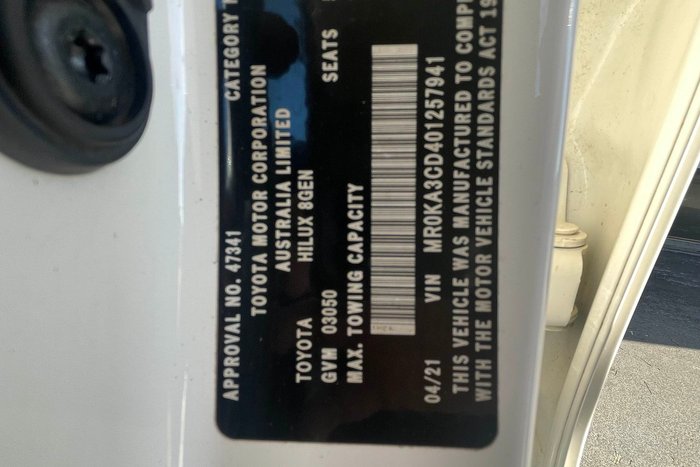 APPROVAL NO. 47341 CATEGORY
TOYOTA MOTOR CORPORATION
AUSTRALIA LIMITED
TOYOTA HILUX 8GEN
GVM 03050 SEATS
MAX. TOWING CAPACITY
04/21 VIN MR0KA3CD401257941
THIS VEHICLE WAS MANUFACTURED TO
WITH THE MOTOR VEHICLE STANDARDS ACT 19